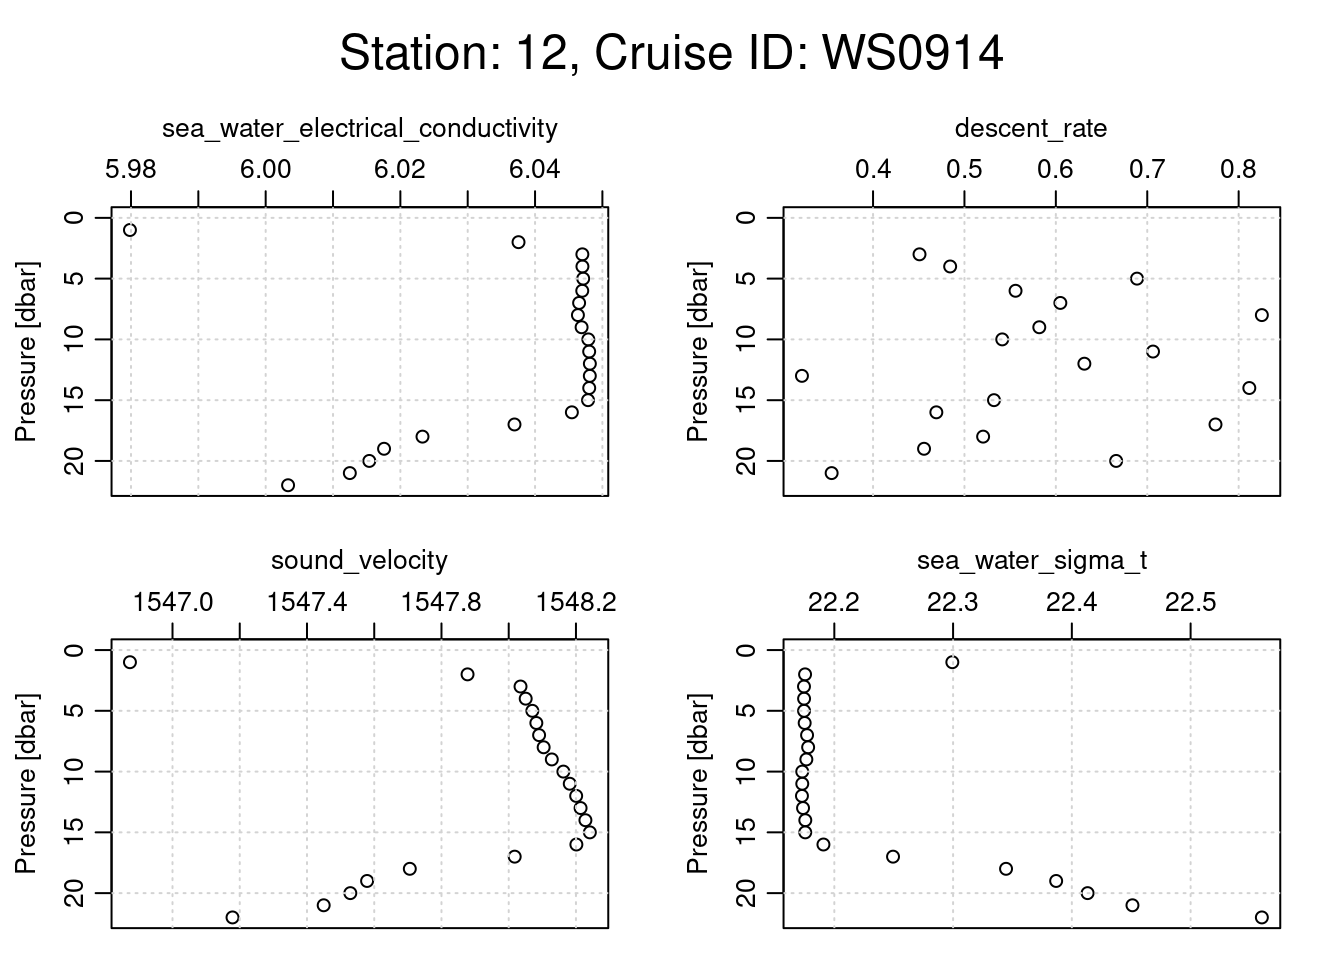 Station: 12, Cruise ID: WS0914
sea_water_electrical_conductivity
5.98 6.00 6.02 6.04
Pressure [dbar]
0
5
10
15
20
descent_rate
0.4 0.5 0.6 0.7 0.8
Pressure [dbar]
0
5
10
15
20
sound_velocity
1547.0 1547.4 1547.8 1548.2
Pressure [dbar]
0
5
10
15
20
sea_water_sigma_t
22.2 22.3 22.4 22.5
Pressure [dbar]
0
5
10
15
20